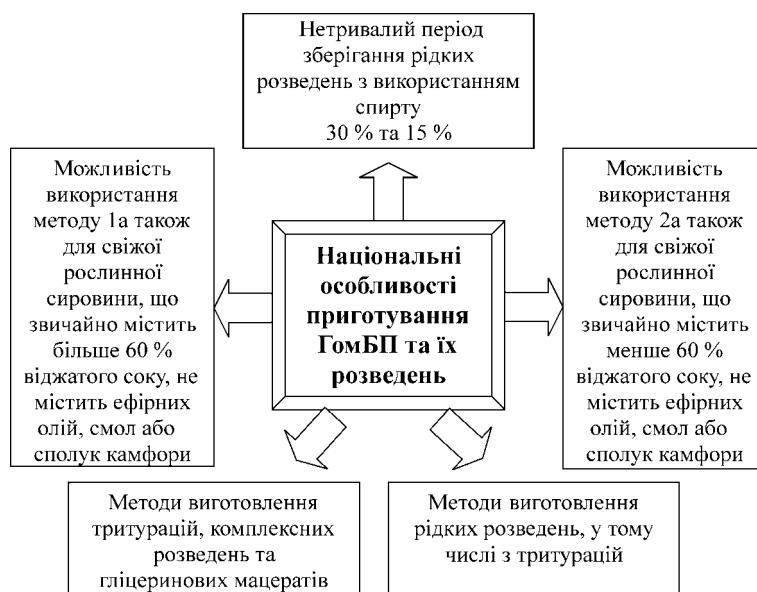 Нетривалий період
зберігання рідких
розведень з використанням
спирту
30 % та 15 %
Можливість
використання
методу 1а також
для свіжої
рослинної
сировини, що
звичайно містить
більше 60 %
віджатого соку, не
містить ефірних
олій, смол або
сполук камфори
Національні
особливості
приготування
ГомБП та їх
розведень
Можливість
використання
методу 2а також
для свіжої
рослинної
сировини, що
звичайно містить
менше 60 %
віджатого соку, не
містить ефірних
олій, смол або
сполук камфори
Методи виготовлення
тритурацій, комплексних
розведень та
гліцеринових мацератів
Методи виготовлення
рідких розведень, у тому
числі з тритурацій